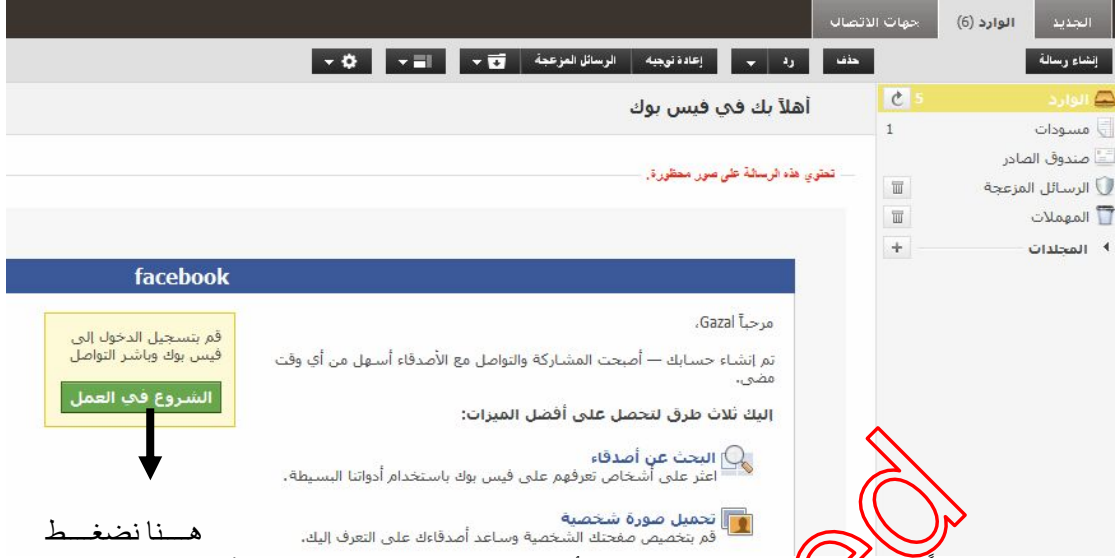 الجديد
الوارد (6)
جهات الاتصال
إنشاء رسالة
حذف
رد
إعادة توجيه
الرسائل المزعجة
الوارد 5
مسودات 1
صندوق الصادر
الرسائل المزعجة
المهملات
المجلدات
أهلاً بك في فيس بوك
تحتوي هذه الرسالة على صور محظورة.
facebook
مرحباً Gazal،
تم إنشاء حسابك — أصبحت المشاركة والتواصل مع الأصدقاء أسهل من أي وقت
مضى.
إليك ثلاث طرق لتحصل على أفضل الميزات:
البحث عن أصدقاء
اعثر على أشخاص تعرفهم على فيس بوك باستخدام أدواتنا البسيطة.
تحميل صورة شخصية
قم بتخصيص صفحتك الشخصية وساعد أصدقاءك على التعرف إليك.
قم بتسجيل الدخول إلى
فيس بوك وباشر التواصل
الشروع في العمل
هـــنا نضغـــط